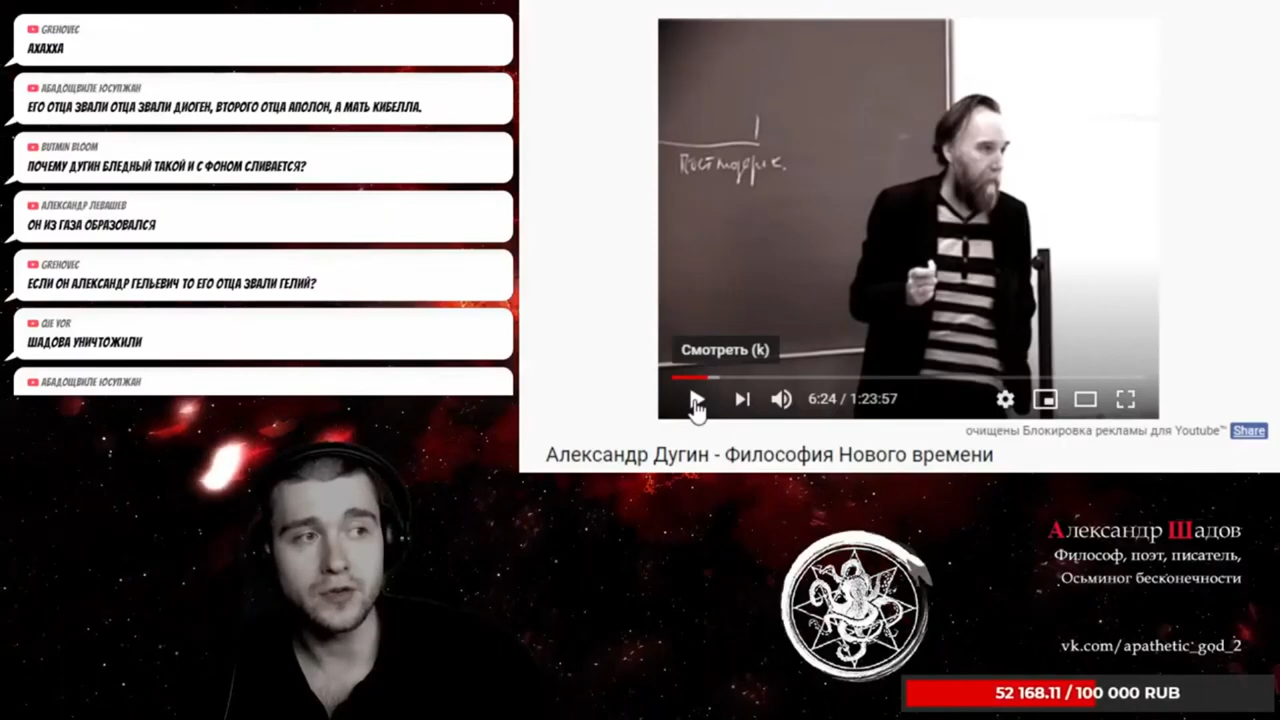 GREHOVEC
АХАХХА
АБАДОЩВИЛЕ ЮСУПЖАН
ЕГО ОТЦА ЗВАЛИ ОТЦА ЗВАЛИ ДИОГЕН, ВТОРОГО ОТЦА АПОЛОН, А МАТЬ КИБЕЛЛА.
BUTMIN BLOOM
ПОЧЕМУ ДУГИН БЛЕДНЫЙ ТАКОЙ И С ФОНОМ СЛИВАЕТСЯ?
АЛЕКСАНДР ЛЕВАШЕВ
ОН ИЗ ГАЗА ОБРАЗОВАЛСЯ
GREHOVEC
ЕСЛИ ОН АЛЕКСАНДР ГЕЛЬЕВИЧ ТО ЕГО ОТЦА ЗВАЛИ ГЕЛИЙ?
QIE YOR
ШАДОВА УНИЧТОЖИЛИ
АБАДОЩВИЛЕ ЮСУПЖАН
Постмодерн.
Смотреть (k)
6:24 / 1:23:57
очищены Блокировка рекламы для Youtube™ Share
Александр Дугин - Философия Нового времени
Александр Шадов
Философ, поэт, писатель,
Осьминог бесконечности
vk.com/apathetic_god_2
52 168.11 / 100 000 RUB